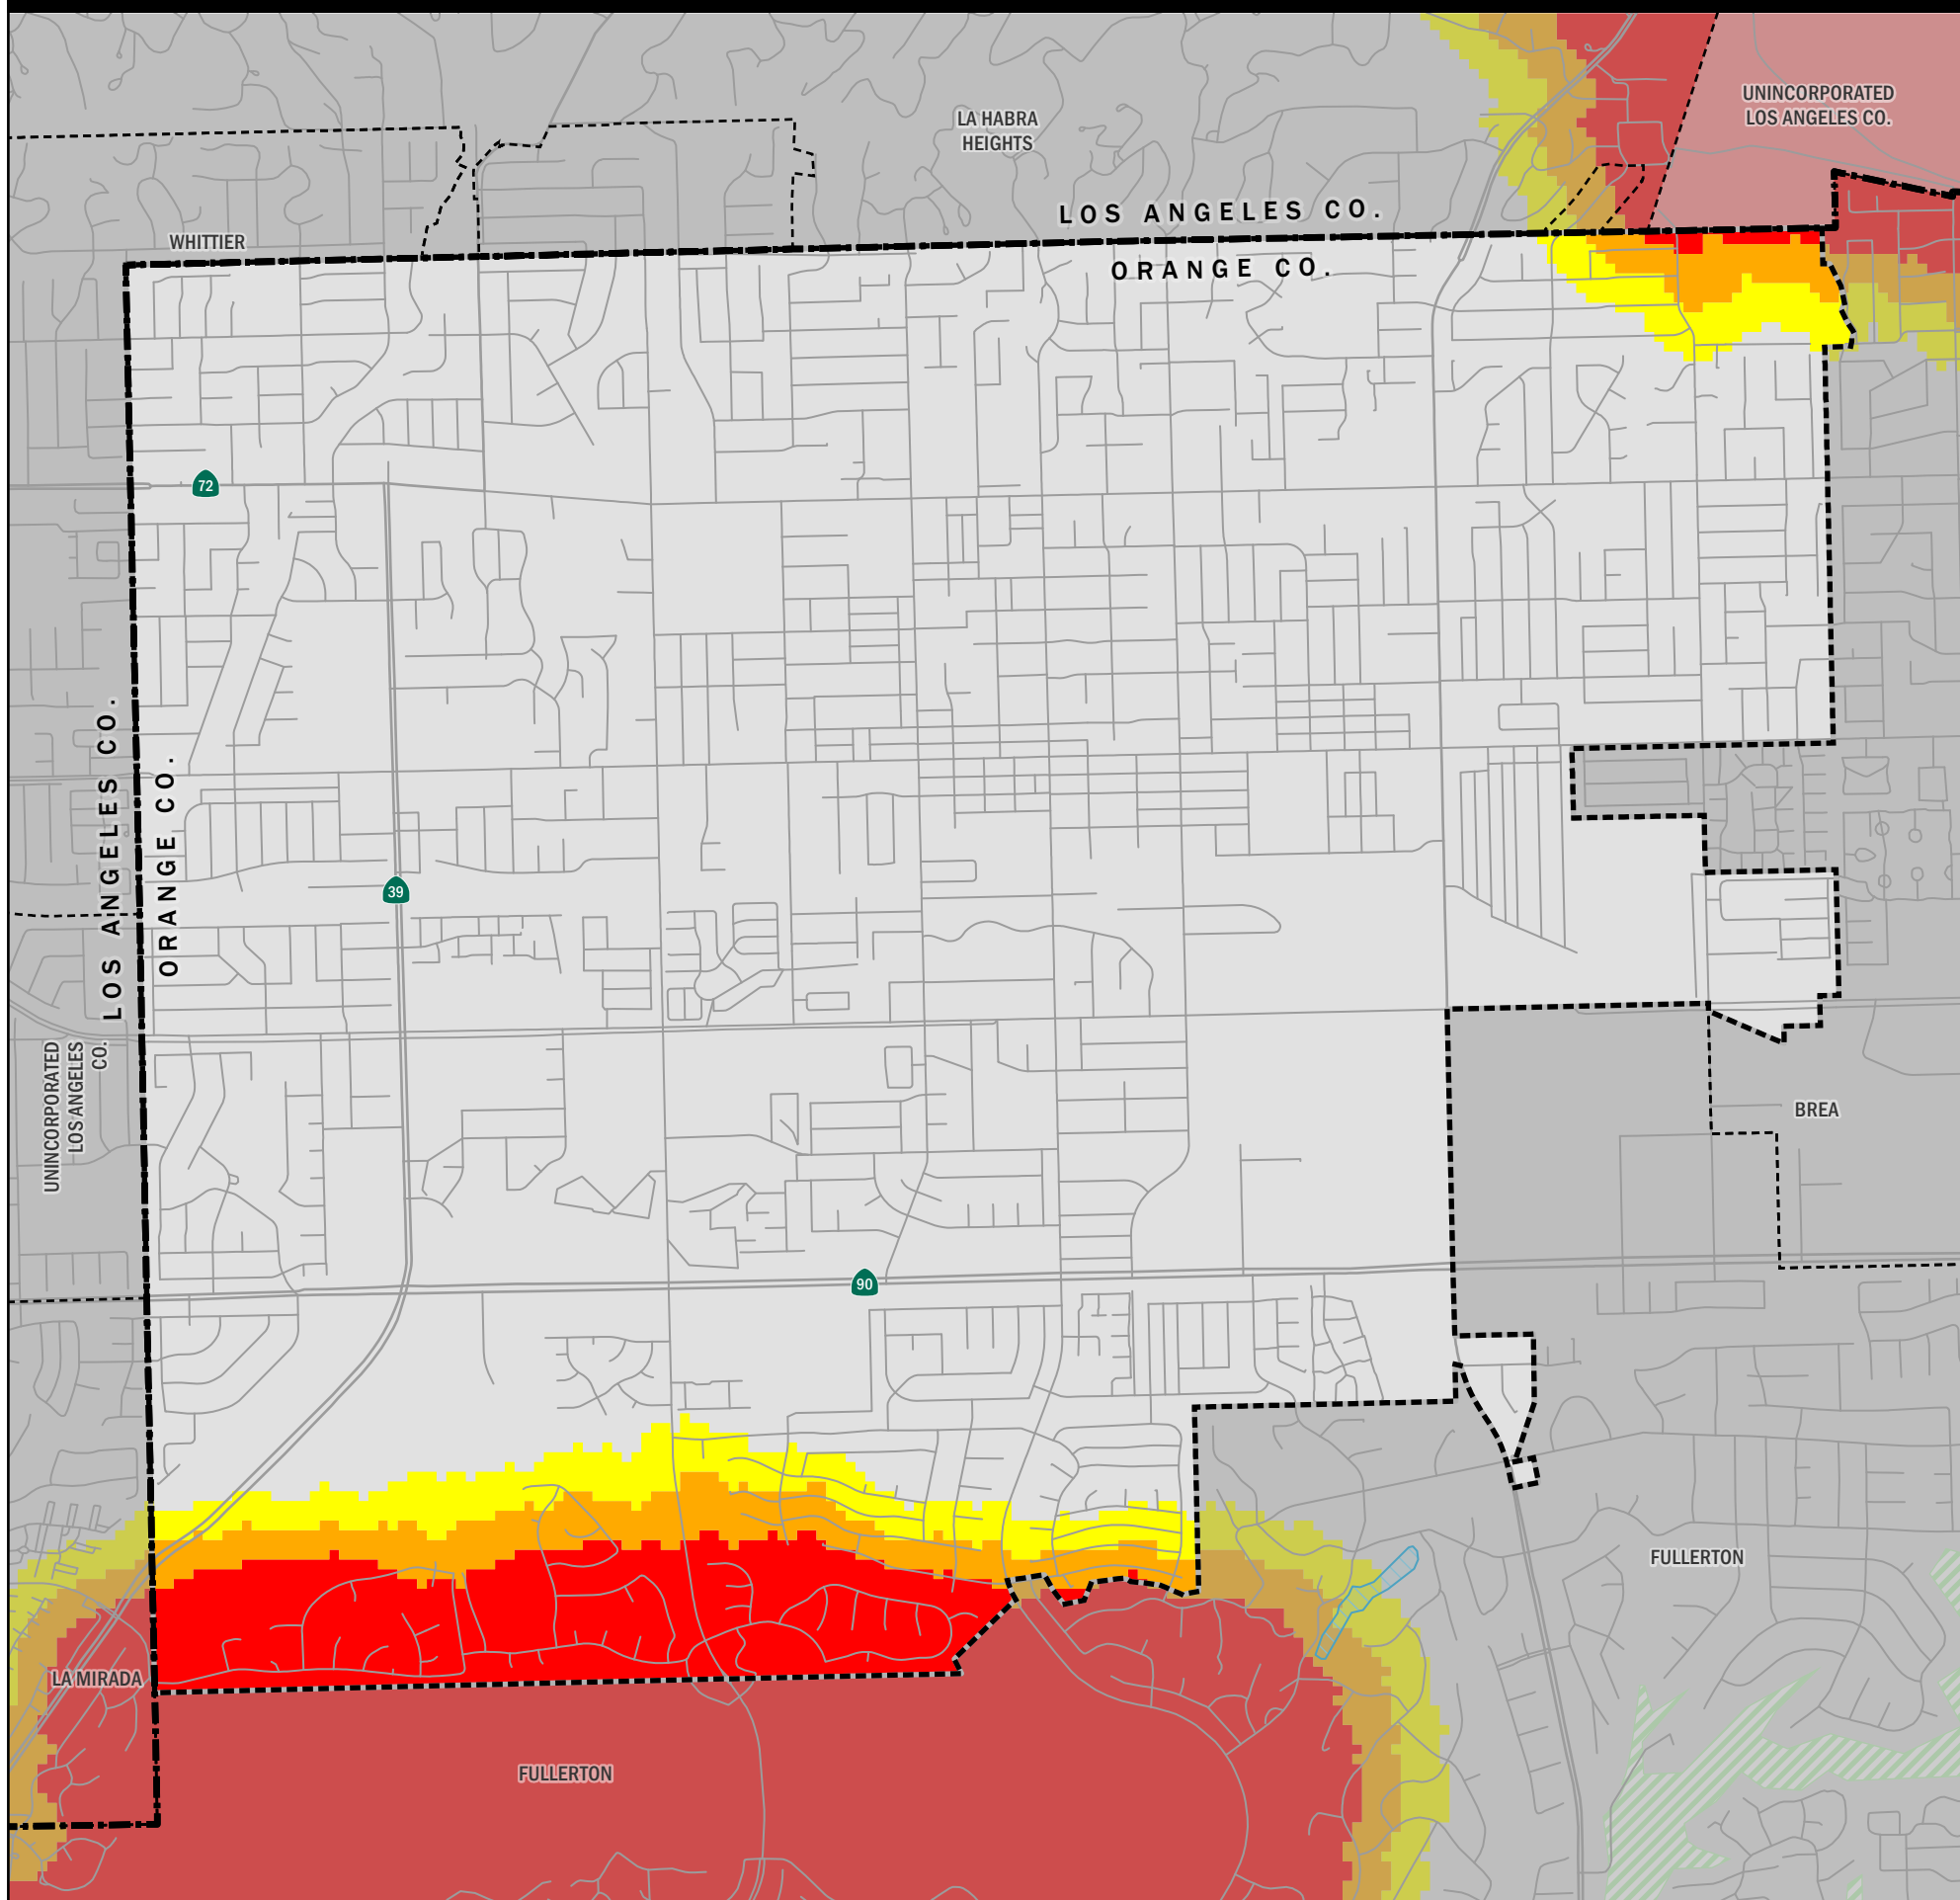 UNINCORPORATED
LOS ANGELES CO.
LA HABRA
HEIGHTS
LOS ANGELES CO.
WHITTIER
ORANGE CO.
72
LOS ANGELES CO.
ORANGE CO.
39
UNINCORPORATED
LOS ANGELES
CO.
BREA
90
FULLERTON
LA MIRADA
FULLERTON